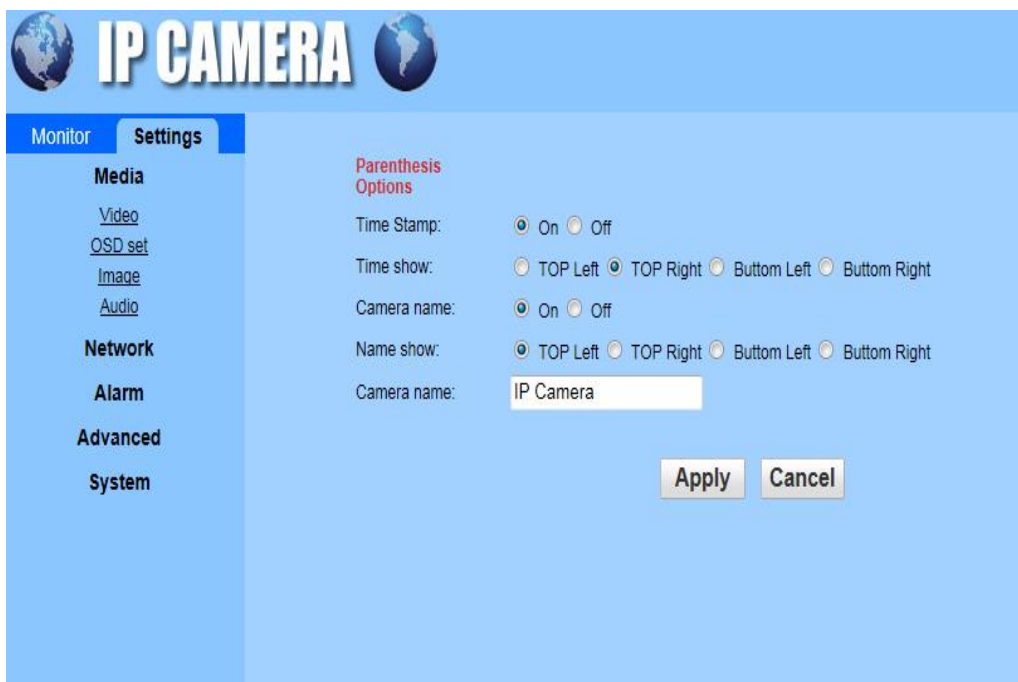 IP CAMERA
Monitor Settings
Media
Video
OSD set
Image
Audio
Network
Alarm
Advanced
System
Parenthesis
Options
Time Stamp: On Off
Time show: TOP Left TOP Right Buttom Left Buttom Right
Camera name: On Off
Name show: TOP Left TOP Right Buttom Left Buttom Right
Camera name: IP Camera
Apply Cancel